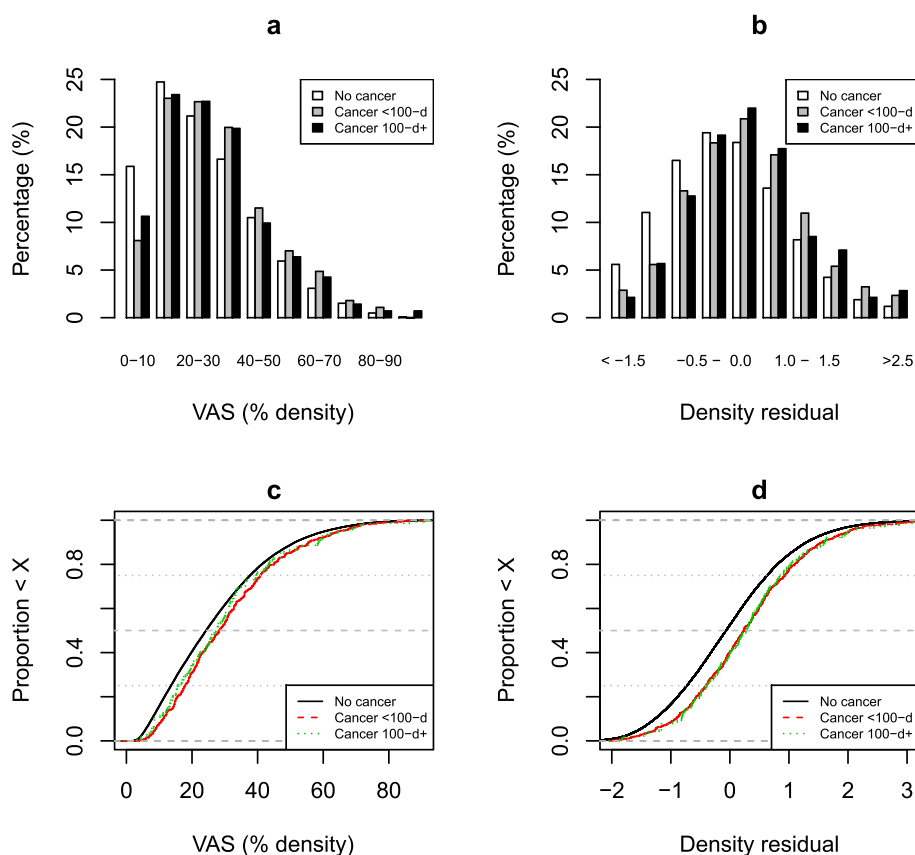 a
Percentage (%)
25
20
15
10
5
0
No cancer
Cancer <100−d
Cancer 100−d+
0−10
20−30
40−50
60−70
80−90
VAS (% density)
b
Percentage (%)
25
20
15
10
5
0
No cancer
Cancer <100−d
Cancer 100−d+
< −1.5
−0.5 − 0.0
1.0 − 1.5
>2.5
Density residual
c
Proportion < X
0.8
0.4
0.0
No cancer
Cancer <100−d
Cancer 100−d+
0
20
40
60
80
VAS (% density)
d
Proportion < X
0.8
0.4
0.0
No cancer
Cancer <100−d
Cancer 100−d+
−2
−1
0
1
2
3
Density residual